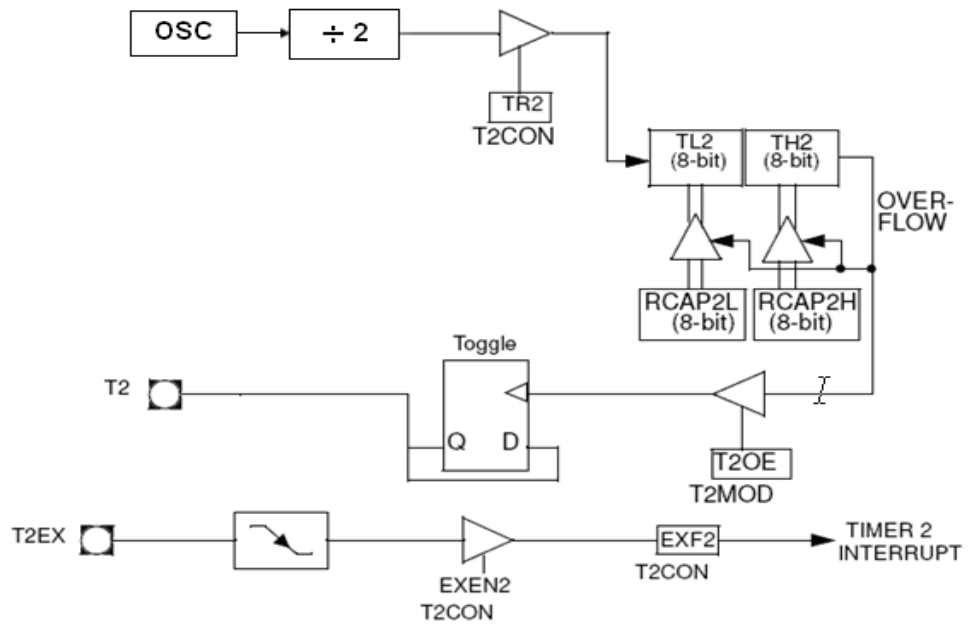 OSC
÷ 2
TR2
T2CON
TL2
(8-bit)
TH2
(8-bit)
OVER-
FLOW
RCAP2L
(8-bit)
RCAP2H
(8-bit)
Toggle
T2
Q
D
T2OE
T2MOD
T2EX
EXEN2
T2CON
EXF2
T2CON
TIMER 2
INTERRUPT